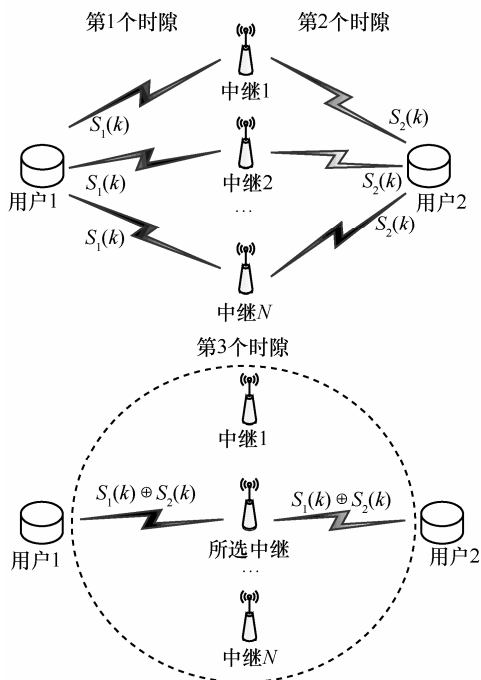 第1个时隙 第2个时隙
中继1
S₁(k) S₂(k)
用户1 S₁(k) 中继2 S₂(k) 用户2
...
S₁(k) S₂(k)
中继N
第3个时隙
中继1
S₁(k)⊕S₂(k) S₁(k)⊕S₂(k)
用户1 所选中继 用户2
...
中继N